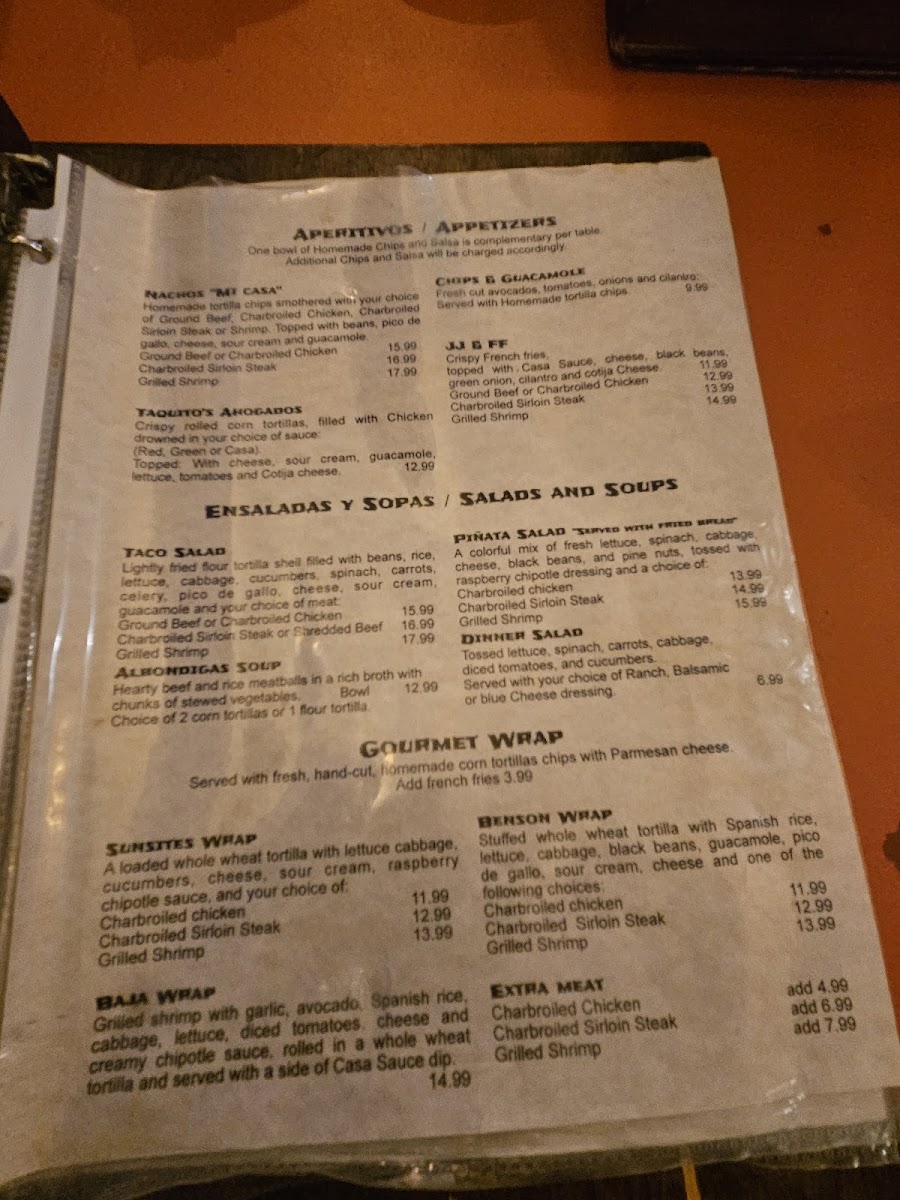 APERITIVOS / APPETIZERS
One bowl of Homemade Chips and Salsa is complementary per table.
Additional Chips and Salsa will be charged accordingly.
NACHOS "MI CASA"
Homemade tortilla chips smothered with your choice
of Ground Beef, Charbroiled Chicken, Charbroiled
Sirloin Steak or Shrimp. Topped with beans, pico de
gallo, cheese, sour cream and guacamole.
Ground Beef or Charbroiled Chicken 15.99
Charbroiled Sirloin Steak 16.99
Grilled Shrimp 17.99
TAQUITO'S AHOGADOS
Crispy rolled corn tortillas, filled with Chicken
drowned in your choice of sauce:
(Red, Green or Casa).
Topped: With cheese, sour cream, guacamole,
lettuce, tomatoes and Cotija cheese. 12.99
CHIPS & GUACAMOLE
Fresh cut avocados, tomatoes, onions and cilantro:
Served with Homemade tortilla chips 9.99
JJ & FF
Crispy French fries,
topped with Casa Sauce, cheese, black beans,
green onion, cilantro and cotija Cheese. 11.99
Ground Beef or Charbroiled Chicken 12.99
Charbroiled Sirloin Steak 13.99
Grilled Shrimp 14.99
ENSALADAS Y SOPAS / SALADS AND SOUPS
TACO SALAD
Lightly fried flour tortilla shell filled with beans, rice,
lettuce, cabbage, cucumbers, spinach, carrots,
celery, pico de gallo, cheese, sour cream,
guacamole and your choice of meat:
Ground Beef or Charbroiled Chicken 15.99
Charbroiled Sirloin Steak or Shredded Beef 16.99
Grilled Shrimp 17.99
ALBONDIGAS SOUP
Hearty beef and rice meatballs in a rich broth with
chunks of stewed vegetables. Bowl 12.99
Choice of 2 corn tortillas or 1 flour tortilla.
PIÑATA SALAD "SERVED WITH FRIED BREAD"
A colorful mix of fresh lettuce, spinach, cabbage,
cheese, black beans, and pine nuts, tossed with
raspberry chipotle dressing and a choice of:
Charbroiled chicken 13.99
Charbroiled Sirloin Steak 14.99
Grilled Shrimp 15.99
DINNER SALAD
Tossed lettuce, spinach, carrots, cabbage,
diced tomatoes, and cucumbers.
Served with your choice of Ranch, Balsamic
or blue Cheese dressing. 6.99
GOURMET WRAP
Served with fresh, hand-cut, homemade corn tortillas chips with Parmesan cheese.
Add french fries 3.99
SUNSITES WRAP
A loaded whole wheat tortilla with lettuce cabbage,
cucumbers, cheese, sour cream, raspberry
chipotle sauce, and your choice of:
Charbroiled chicken 11.99
Charbroiled Sirloin Steak 12.99
Grilled Shrimp 13.99
BAJA WRAP
Grilled shrimp with garlic, avocado, Spanish rice,
cabbage, lettuce, diced tomatoes, cheese and
creamy chipotle sauce, rolled in a whole wheat
tortilla and served with a side of Casa Sauce dip.
14.99
BENSON WRAP
Stuffed whole wheat tortilla with Spanish rice,
lettuce, cabbage, black beans, guacamole, pico
de gallo, sour cream, cheese and one of the
following choices:
Charbroiled chicken 11.99
Charbroiled Sirloin Steak 12.99
Grilled Shrimp 13.99
EXTRA MEAT
Charbroiled Chicken add 4.99
Charbroiled Sirloin Steak add 6.99
Grilled Shrimp add 7.99